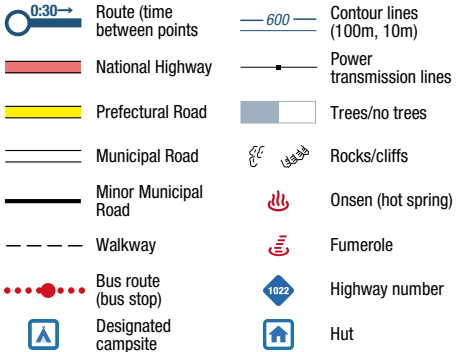 0:30→
Route (time
between points
National Highway
Prefectural Road
Municipal Road
Minor Municipal
Road
Walkway
Bus route
(bus stop)
Designated
campsite
600
Contour lines
(100m, 10m)
Power
transmission lines
Trees/no trees
Rocks/cliffs
Onsen (hot spring)
Fumerole
1022
Highway number
Hut